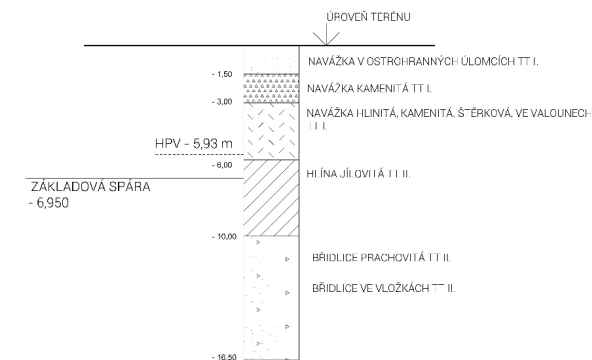 ÚROVEŇ TERÉNU
NAVÁŽKA V OSTROHRANNÝCH ÚLOMCÍCH TT I.
- 1,50
NAVÁŽKA KAMENITÁ TT I.
- 3,00
NAVÁŽKA HLINITÁ, KAMENITÁ. ŠTĚRKOVÁ, VE VALOUNECH
HPV - 5,93 m
- 6,00
HLÍNA JÍLOVITÁ TT II.
ZÁKLADOVÁ SPÁRA
- 6,950
- 10,00
BŘIDLICE PRACHOVITÁ TT II.
BŘIDLICE VE VLOŽKÁCH TT II.
- 16,50